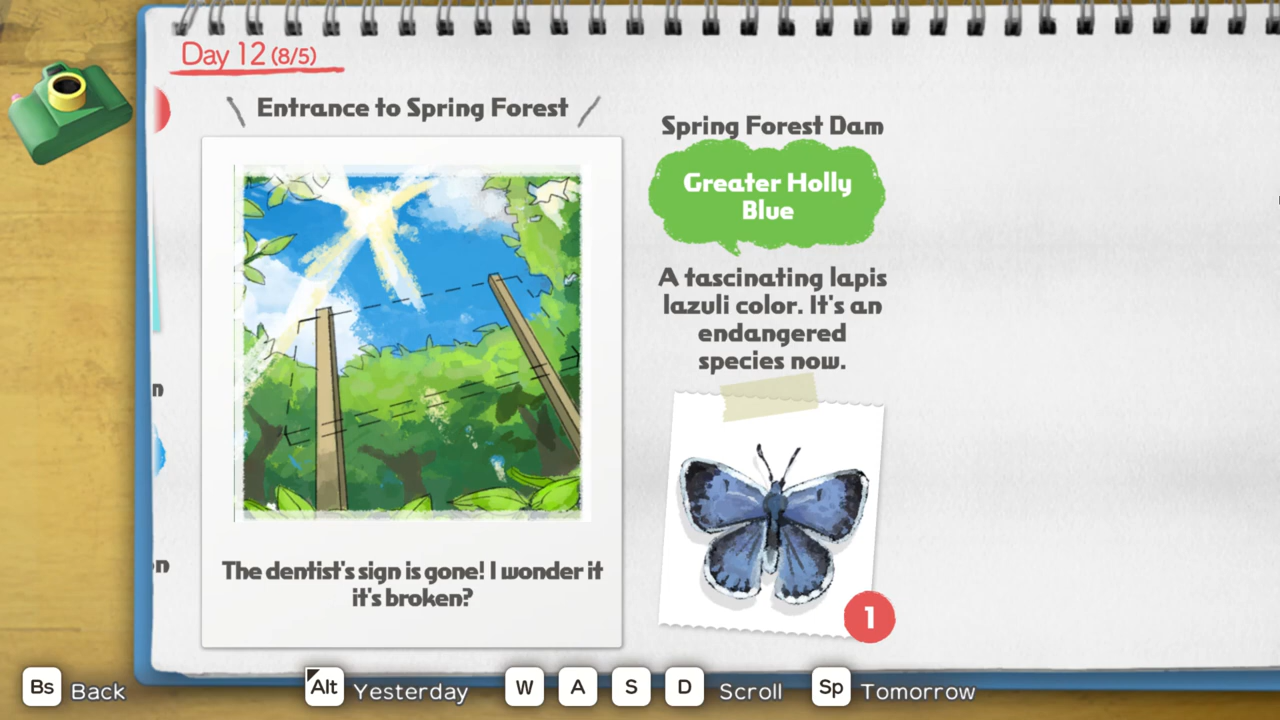 Day 12 (8/5)
Entrance to Spring Forest
The dentist's sign is gone! I wonder it
it's broken?
Spring Forest Dam
Greater Holly
Blue
A fascinating lapis
lazuli color. It's an
endangered
species now.
1
n
on
Bs Back
Alt Yesterday
W A S D Scroll
Sp Tomorrow